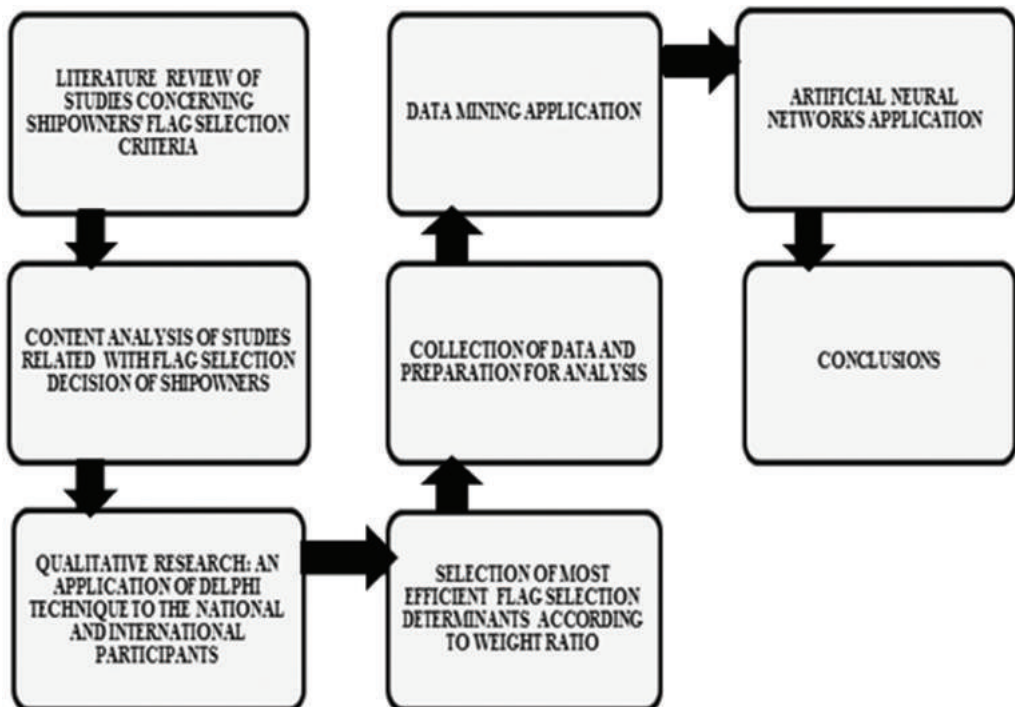 LITERATURE REVIEW OF
STUDIES CONCERNING
SHIPOWNERS' FLAG SELECTION
CRITERIA
CONTENT ANALYSIS OF STUDIES
RELATED WITH FLAG SELECTION
DECISION OF SHIPOWNERS
QUALITATIVE RESEARCH: AN
APPLICATION OF DELPHI
TECHNIQUE TO THE NATIONAL
AND INTERNATIONAL
PARTICIPANTS
SELECTION OF MOST
EFFICIENT FLAG SELECTION
DETERMINANTS ACCORDING
TO WEIGHT RATIO
COLLECTION OF DATA AND
PREPARATION FOR ANALYSIS
DATA MINING APPLICATION
ARTIFICIAL NEURAL
NETWORKS APPLICATION
CONCLUSIONS